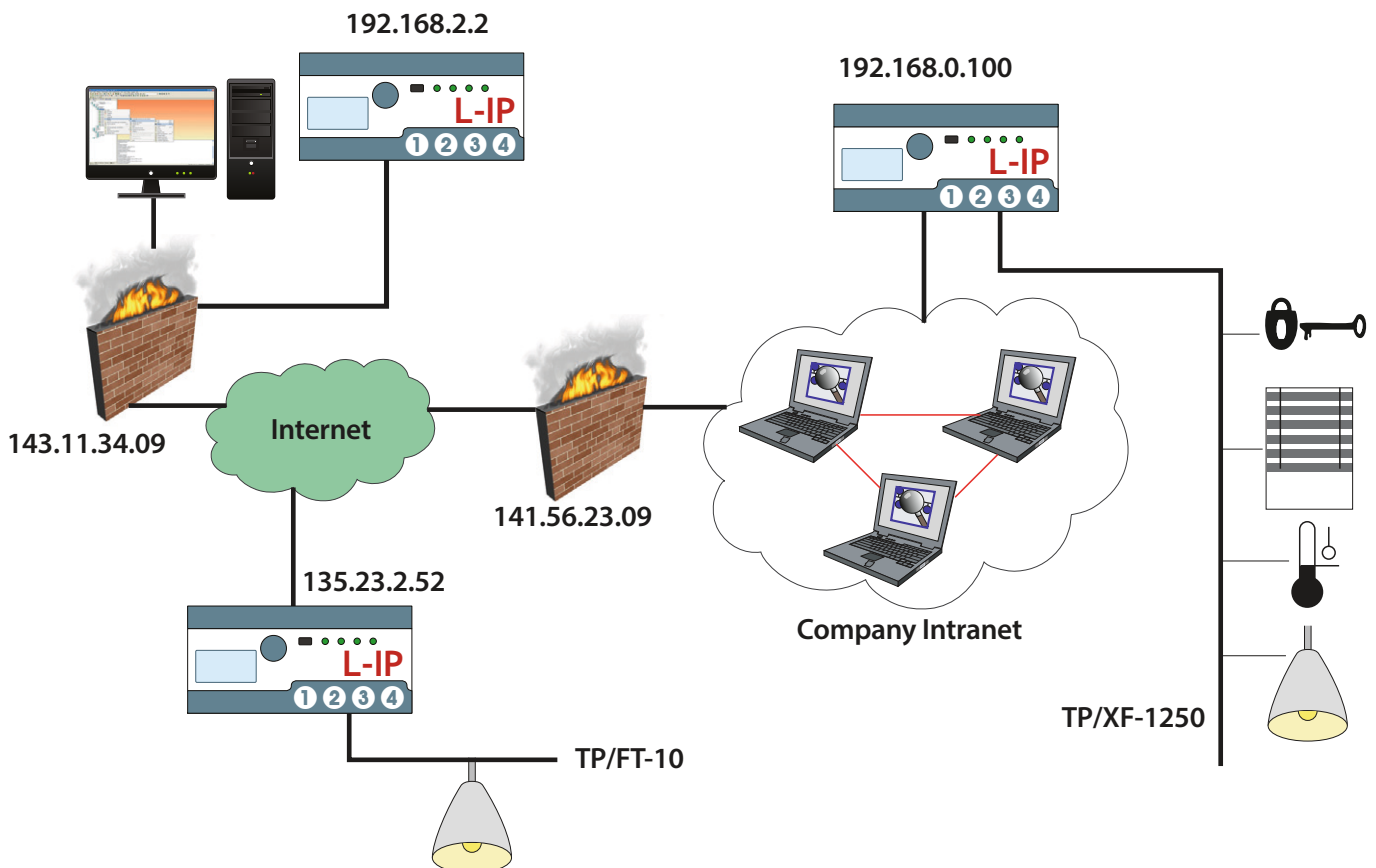 192.168.2.2
192.168.0.100
L-IP
1 2 3 4
L-IP
1 2 3 4
143.11.34.09
Internet
141.56.23.09
135.23.2.52
Company Intranet
L-IP
1 2 3 4
TP/XF-1250
TP/FT-10